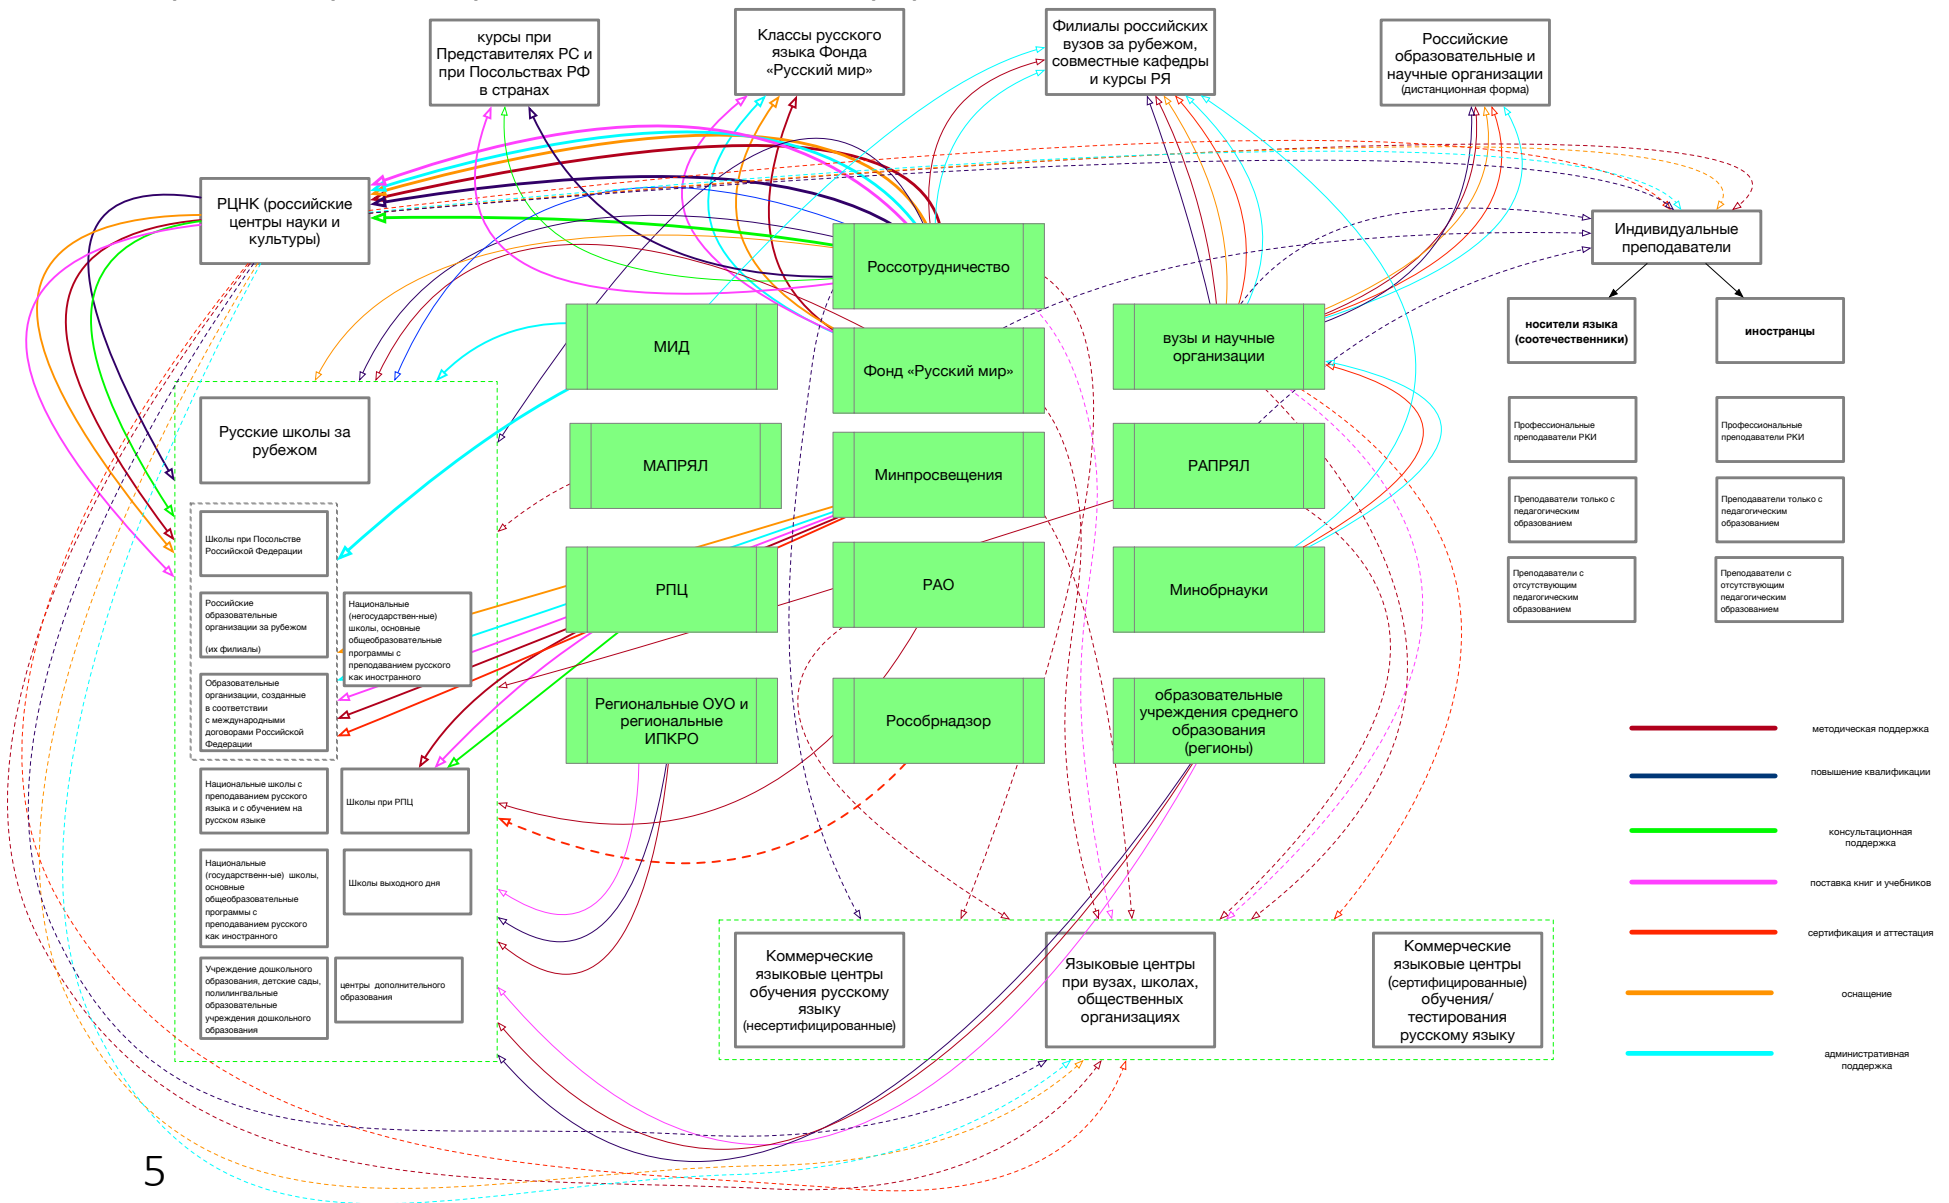 курсы при
Представителях РС и
при Посольствах РФ
в странах
Классы русского
языка Фонда
«Русский мир»
Филиалы российских
вузов за рубежом,
совместные кафедры
и курсы РЯ
Российские
образовательные и
научные организации
(дистанционная форма)
РЦНК (российские
центры науки и
культуры)
Россотрудничество
Индивидуальные
преподаватели
МИД
Фонд «Русский мир»
вузы и научные
организации
носители языка
(соотечественники)
иностранцы
Русские школы за
рубежом
МАПРЯЛ
Минпросвещения
РАПРЯЛ
Профессиональные
преподаватели РКИ
Профессиональные
преподаватели РКИ
Преподаватели только с
педагогическим
образованием
Преподаватели только с
педагогическим
образованием
Школы при Посольстве
Российской Федерации
РПЦ
РАО
Минобрнауки
Преподаватели с
отсутствующим
педагогическим
образованием
Преподаватели с
отсутствующим
педагогическим
образованием
Российские
образовательные
организации за рубежом
(их филиалы)
Национальные
(негосударствен-ные)
школы, основные
общеобразовательные
программы с
преподаванием русского
как иностранного
Образовательные
организации, созданные
в соответствии
с международными
договорами Российской
Федерации
Региональные ОУО и
региональные
ИПКРО
Рособрнадзор
образовательные
учреждения среднего
образования
(регионы)
Национальные школы с
преподаванием русского
языка и с обучением на
русском языке
Школы при РПЦ
Национальные
(государственн-ые) школы,
основные
общеобразовательные
программы с
преподаванием русского
как иностранного
Школы выходного дня
Учреждение дошкольного
образования, детские сады,
полилингвальные
образовательные
учреждения дошкольного
образования
центры дополнительного
образования
Коммерческие
языковые центры
обучения русскому
языку
(несертифицированные)
Языковые центры
при вузах, школах,
общественных
организациях
Коммерческие
языковые центры
(сертифицированные)
обучения/
тестирования
русскому языку
методическая поддержка
повышение квалификации
консультационная
поддержка
поставка книг и учебников
сертификация и аттестация
оснащение
административная
поддержка
5